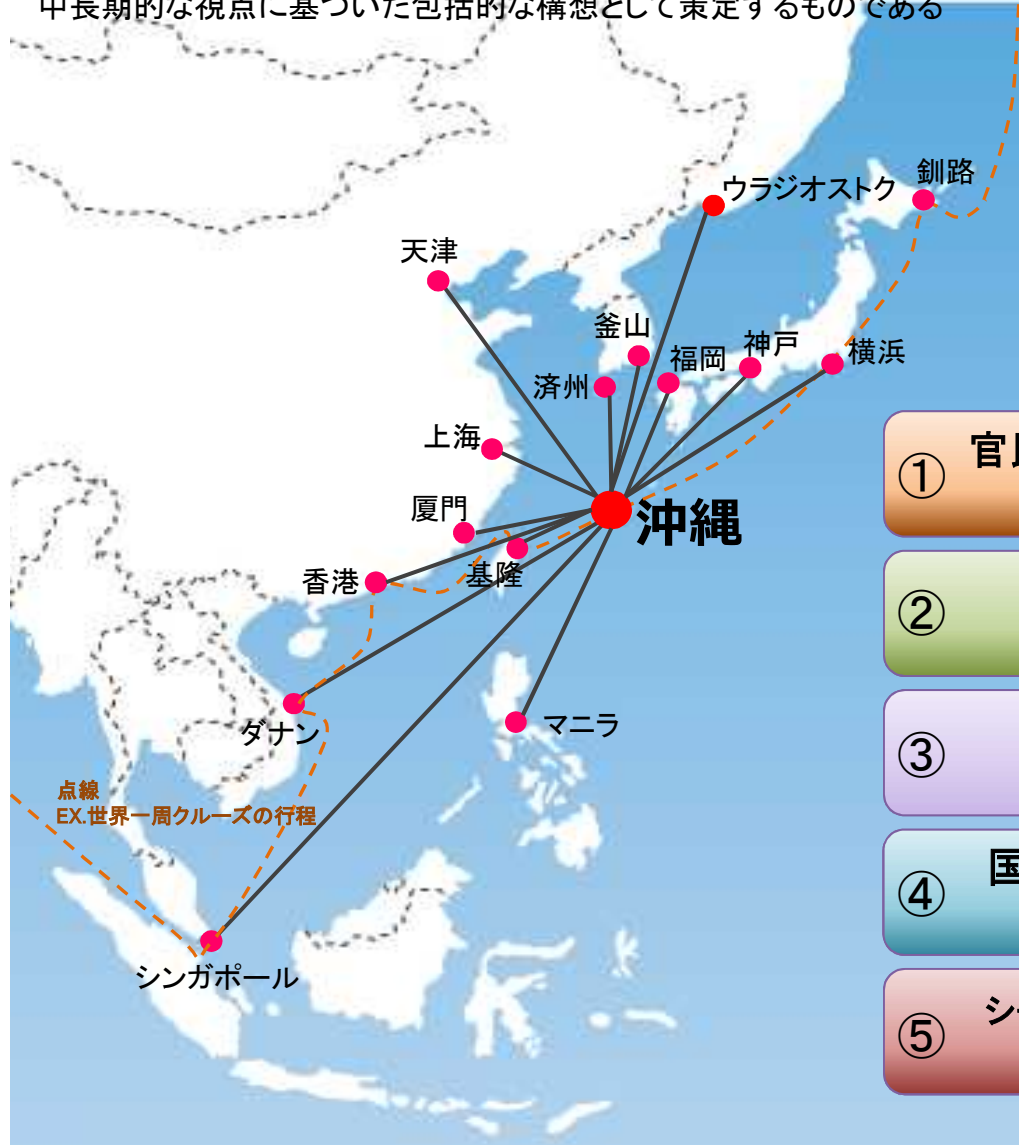 中長期的な視点に基づいた包括的な構想として策定するものである
釧路
ウラジオストク
天津
釜山
福岡
神戸
横浜
済州
上海
厦門
沖縄
基隆
香港
ダナン
マニラ
点線
EX.世界一周クルーズの行程
シンガポール
① 官
②
③
④ 国
⑤ シ